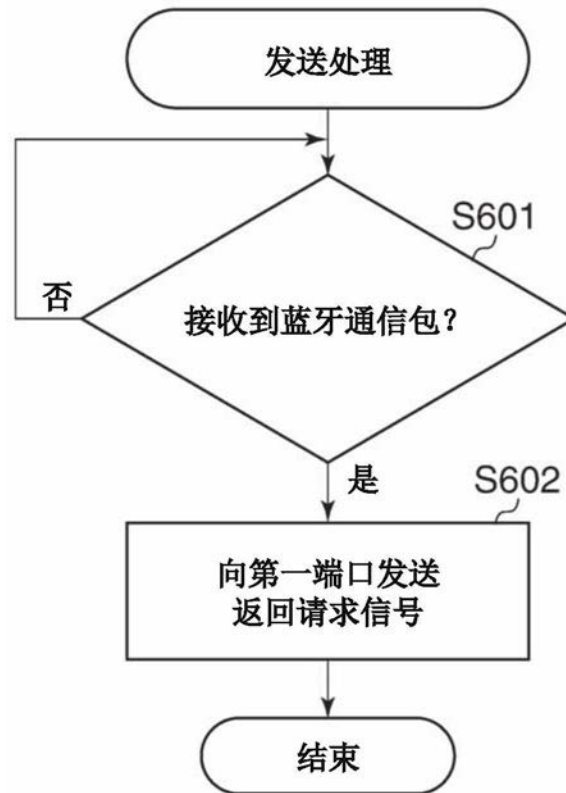 发送处理
S601
否
接收到蓝牙通信包？
是
S602
向第一端口发送
返回请求信号
结束